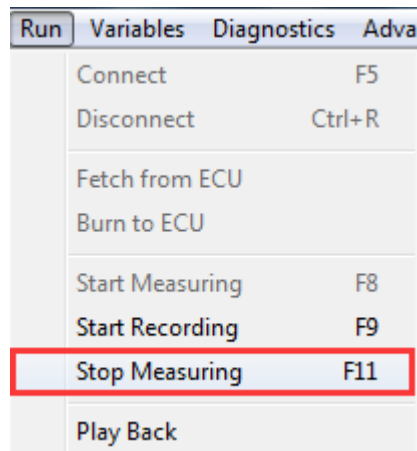 Run Variables Diagnostics Adva
Connect F5
Disconnect Ctrl+R
Fetch from ECU
Burn to ECU
Start Measuring F8
Start Recording F9
Stop Measuring F11
Play Back